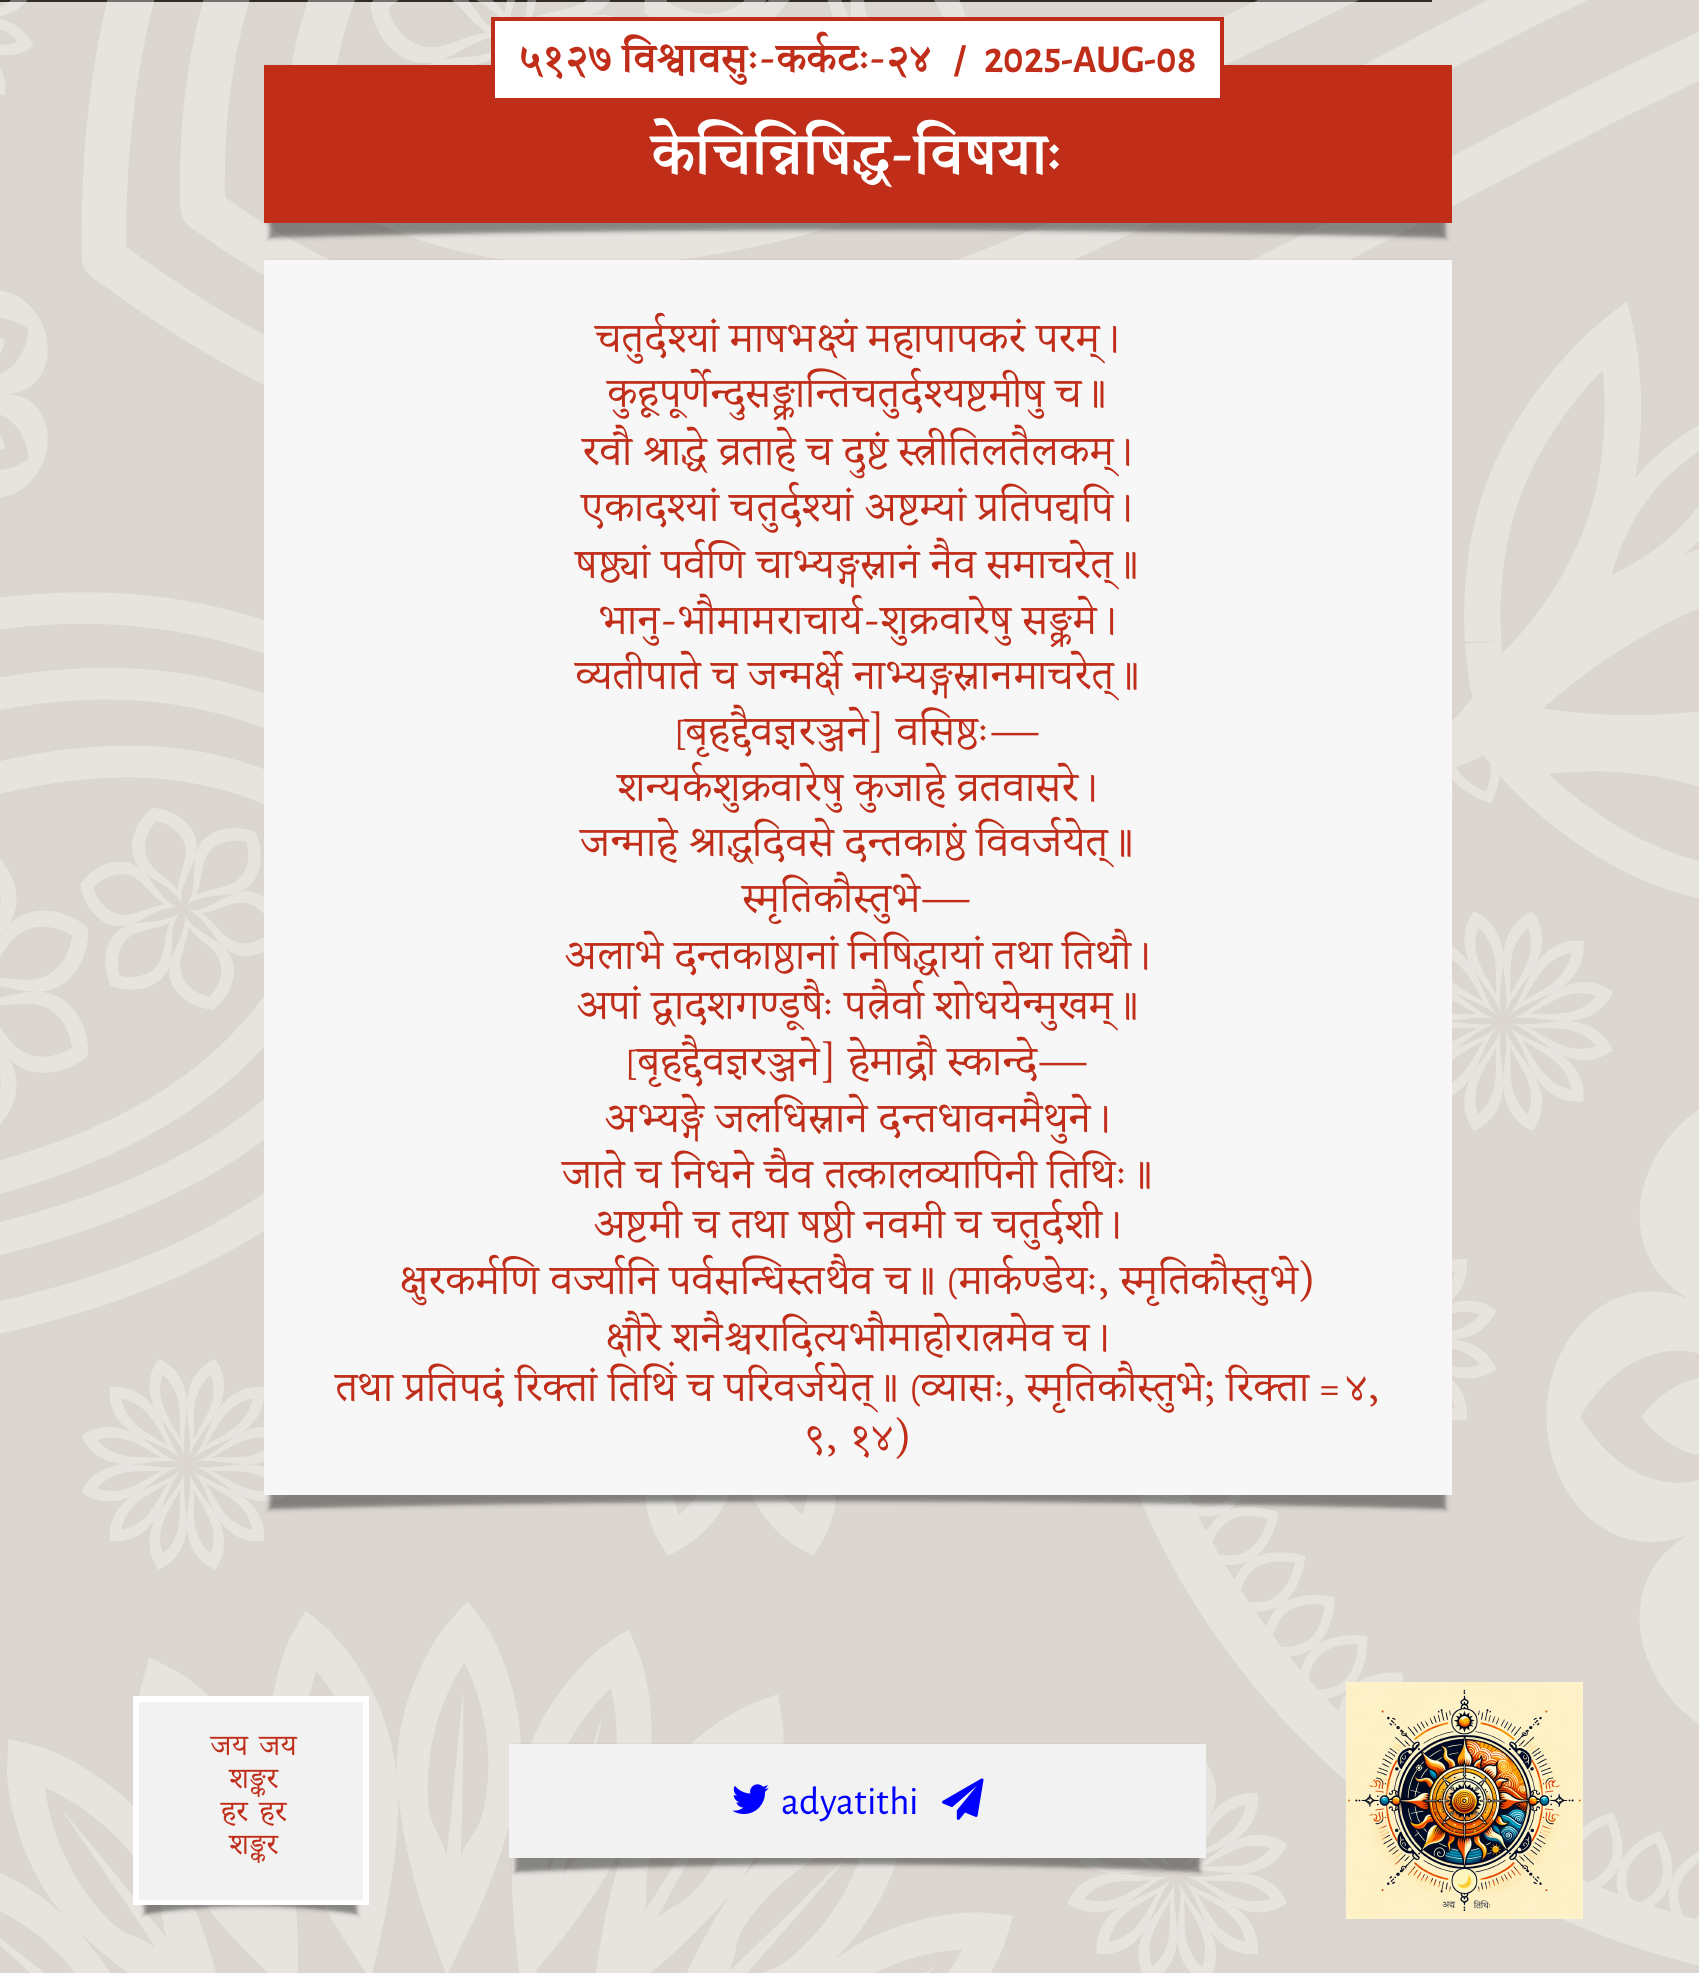 ५१२७ विश्वावसुः-कर्कटः-२४ / 2025-AUG-08
केचिन्निषिद्ध-विषयाः
चतुर्दश्यां माषभक्ष्यं महापापकरं परम्।
कुहूपूर्णेन्दुसङ्क्रान्तिचतुर्दश्यष्टमीषु च॥
रवौ श्राद्धे व्रताहे च दुष्टं स्त्रीतिलतैलकम्।
एकादश्यां चतुर्दश्यां अष्टम्यां प्रतिपद्यपि।
षष्ठ्यां पर्वणि चाभ्यङ्गस्नानं नैव समाचरेत्॥
भानु-भौमामराचार्य-शुक्रवारेषु सङ्क्रमे।
व्यतीपाते च जन्मर्क्षे नाभ्यङ्गस्नानमाचरेत्॥
[बृहद्दैवज्ञरञ्जने] वसिष्ठः—
शन्यर्कशुक्रवारेषु कुजाहे व्रतवासरे।
जन्माहे श्राद्धदिवसे दन्तकाष्ठं विवर्जयेत्॥
स्मृतिकौस्तुभे—
अलाभे दन्तकाष्ठानां निषिद्धायां तथा तिथौ।
अपां द्वादशगण्डूषैः पत्रैर्वा शोधयेन्मुखम्॥
[बृहद्दैवज्ञरञ्जने] हेमाद्रौ स्कान्दे—
अभ्यङ्गे जलधिस्नाने दन्तधावनमैथुने।
जाते च निधने चैव तत्कालव्यापिनी तिथिः॥
अष्टमी च तथा षष्ठी नवमी च चतुर्दशी।
क्षुरकर्मणि वर्ज्यानि पर्वसन्धिस्तथैव च॥ (मार्कण्डेयः, स्मृतिकौस्तुभे)
क्षौरे शनैश्चरादित्यभौमाहोरात्रमेव च।
तथा प्रतिपदं रिक्तां तिथिं च परिवर्जयेत्॥ (व्यासः, स्मृतिकौस्तुभे; रिक्ता = ४,
९, १४)
जय जय
शङ्कर
हर हर
शङ्कर
adyatithi
अद्य तिथिः